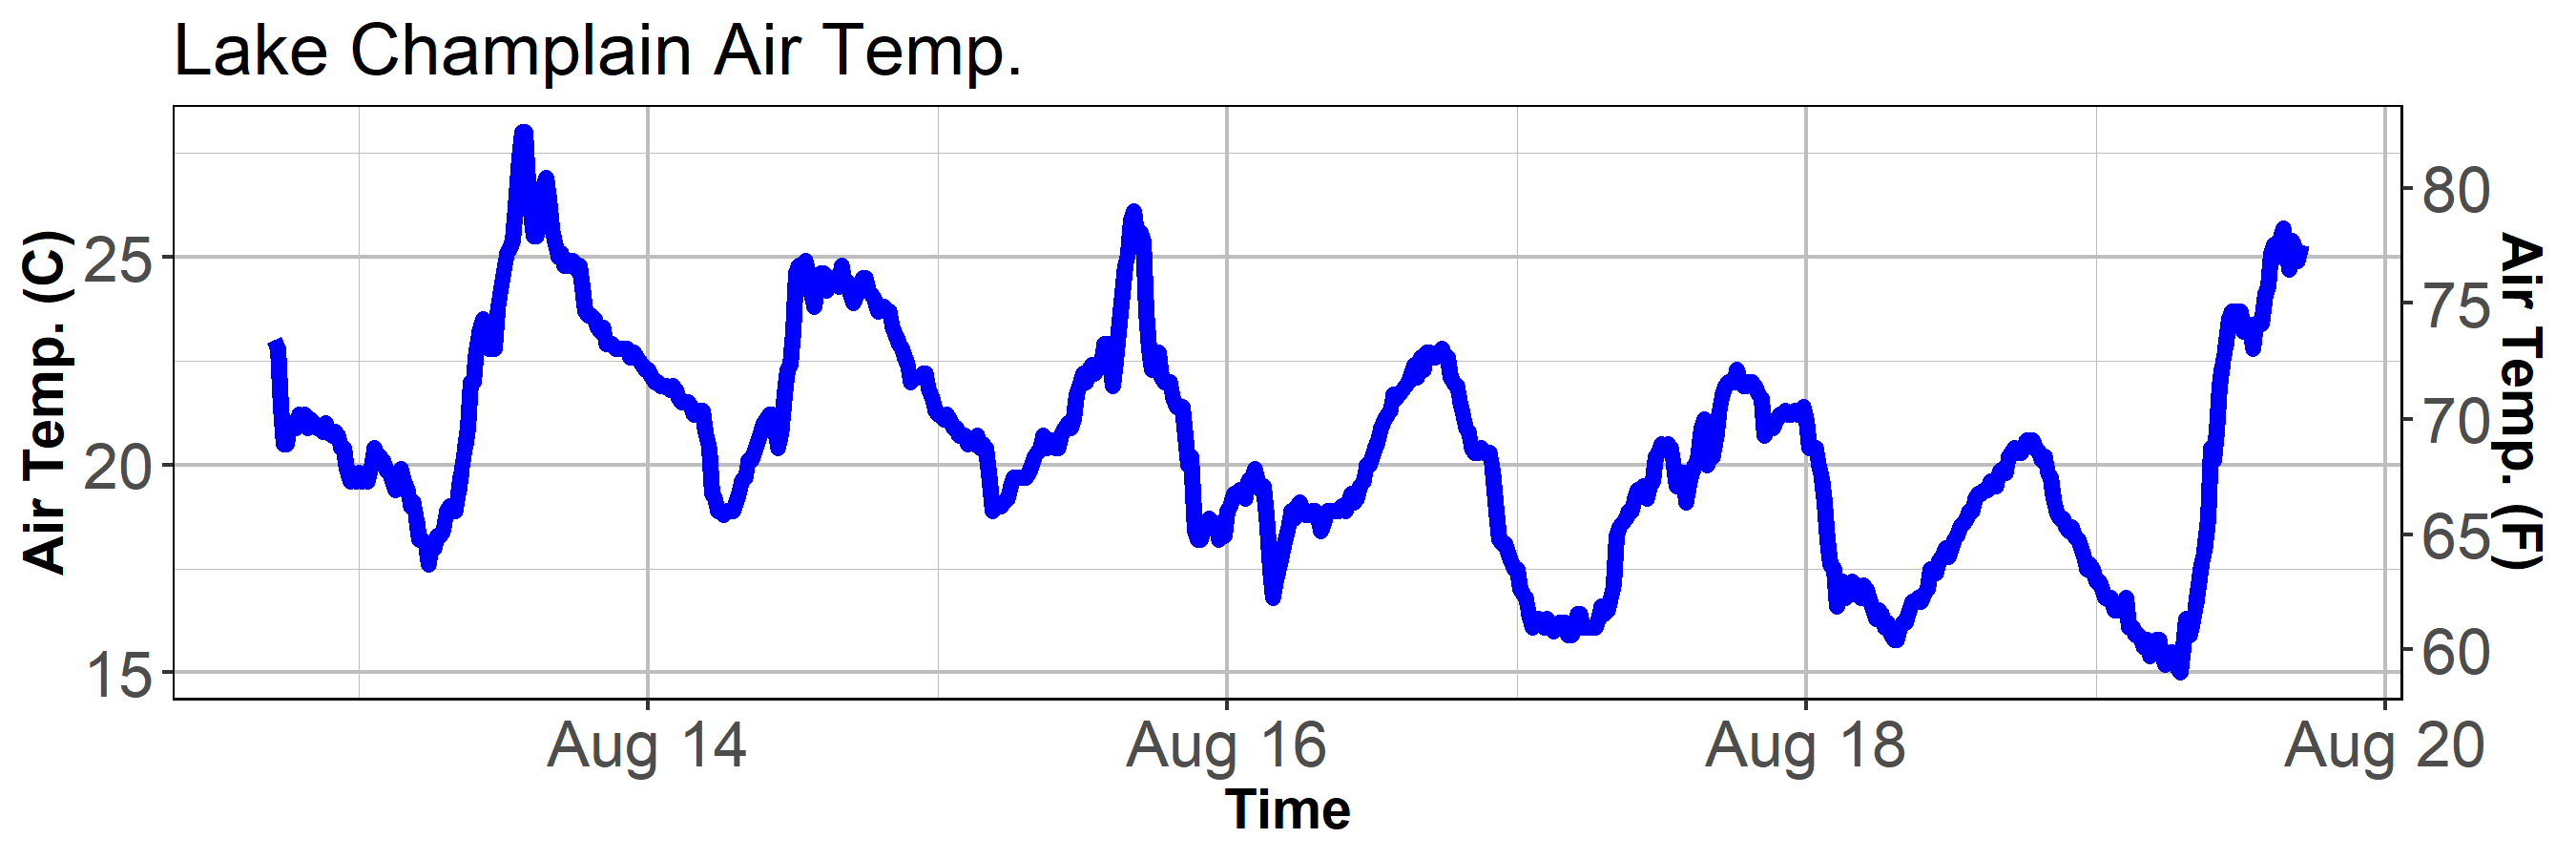 Lake Champlain Air Temp.
Air Temp. (C)
25
20
15
80
75
70
65
60
Air Temp. (F)
Aug 14
Aug 16
Aug 18
Aug 20
Time